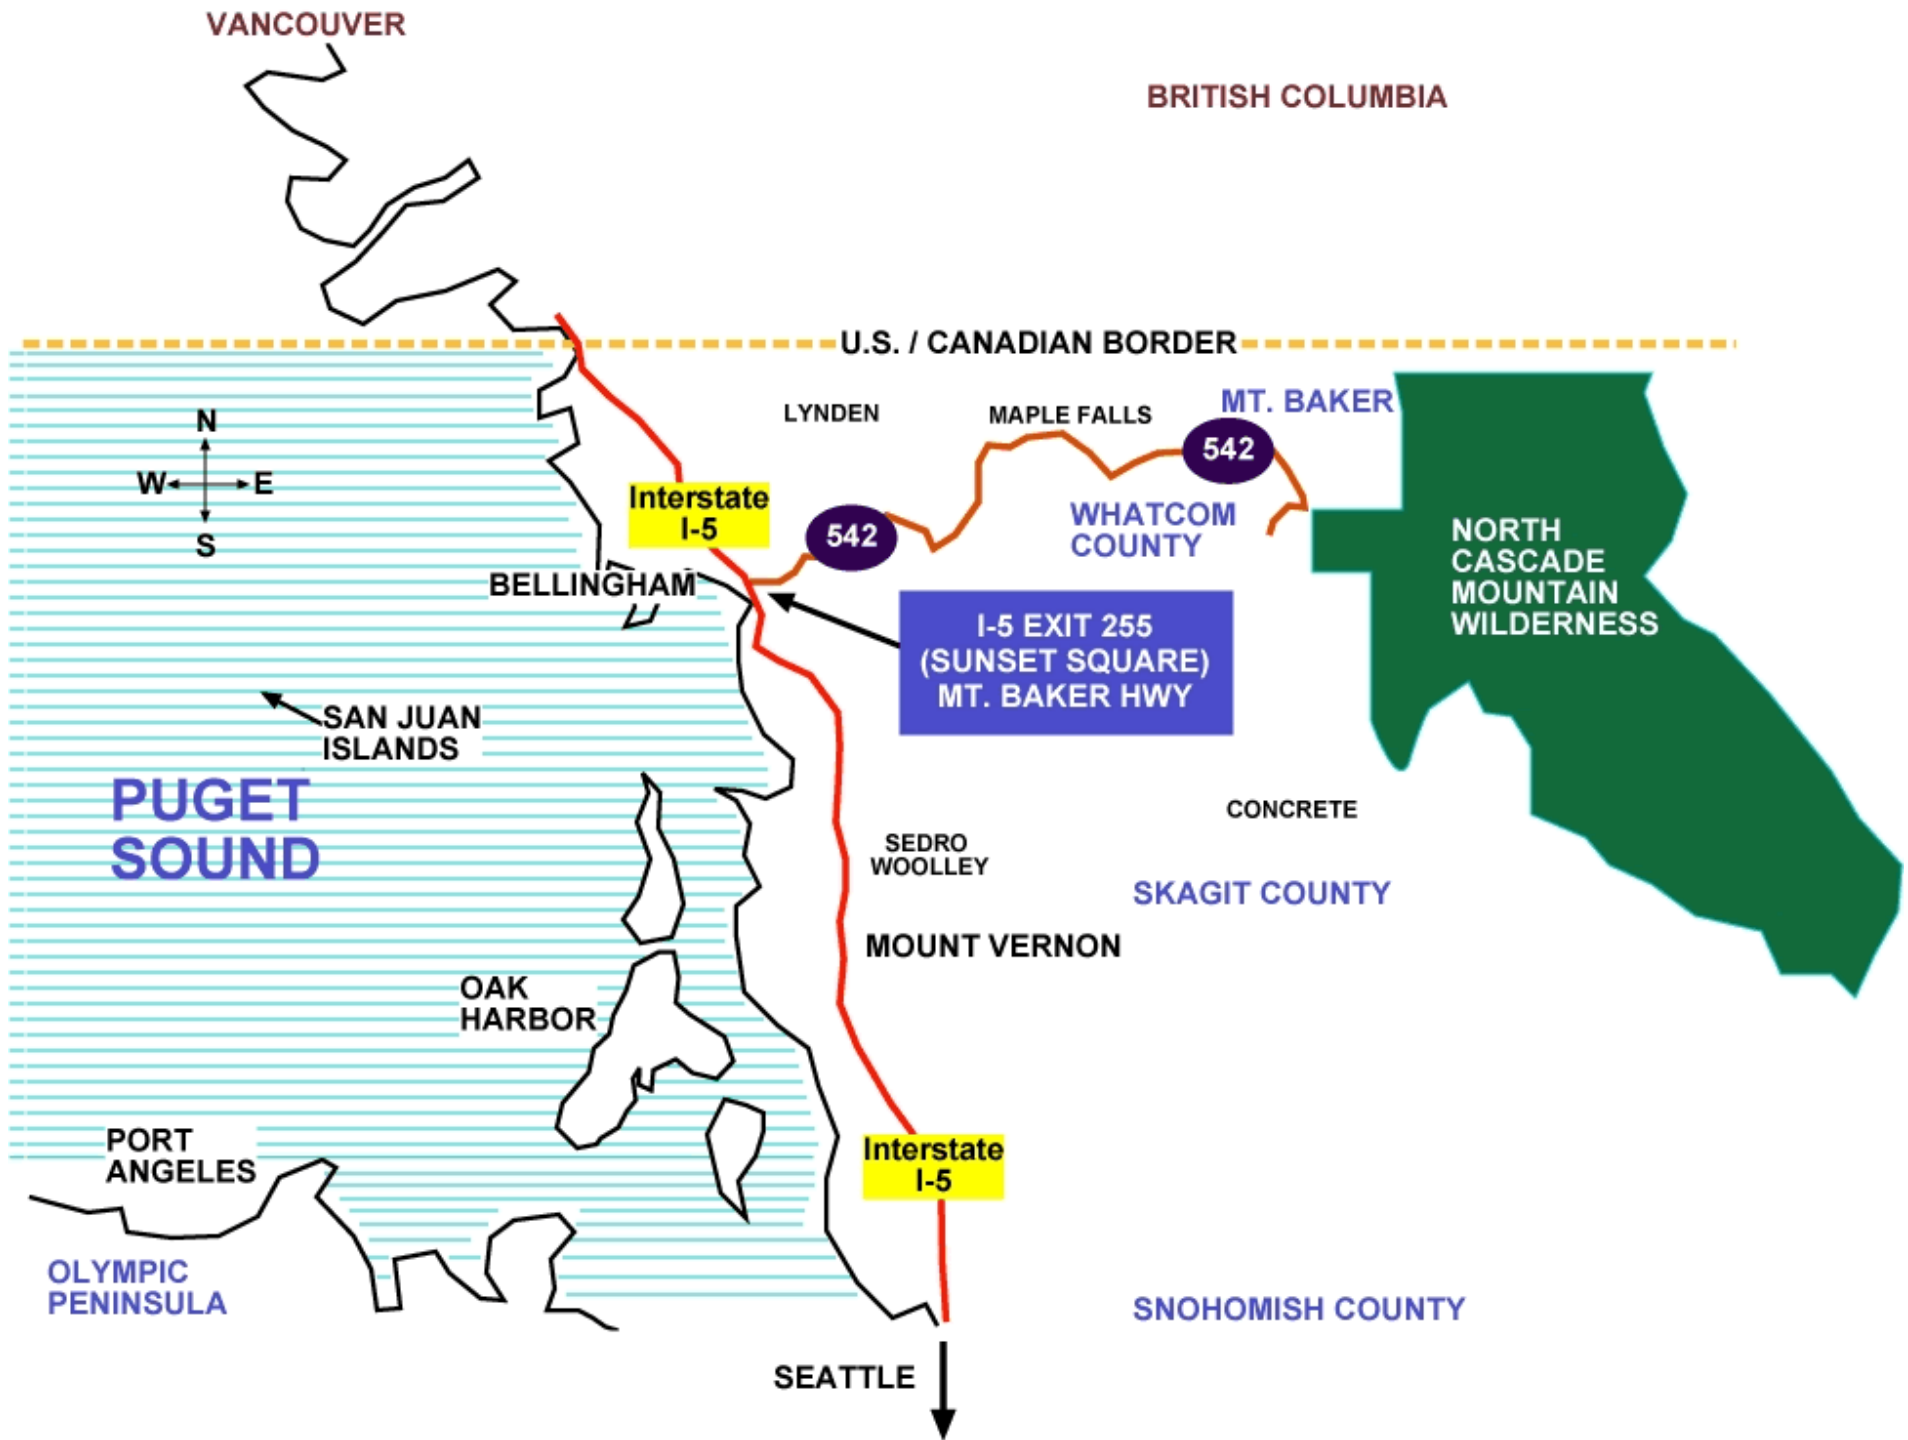 VANCOUVER
BRITISH COLUMBIA
U.S. / CANADIAN BORDER
MT. BAKER
LYNDEN
MAPLE FALLS
N
W
E
S
542
Interstate
I-5
542
WHATCOM
COUNTY
NORTH
CASCADE
MOUNTAIN
WILDERNESS
BELLINGHAM
I-5 EXIT 255
(SUNSET SQUARE)
MT. BAKER HWY
SAN JUAN
ISLANDS
PUGET
SOUND
CONCRETE
SEDRO
WOOLLEY
SKAGIT COUNTY
MOUNT VERNON
OAK
HARBOR
PORT
ANGELES
Interstate
I-5
OLYMPIC
PENINSULA
SNOHOMISH COUNTY
SEATTLE